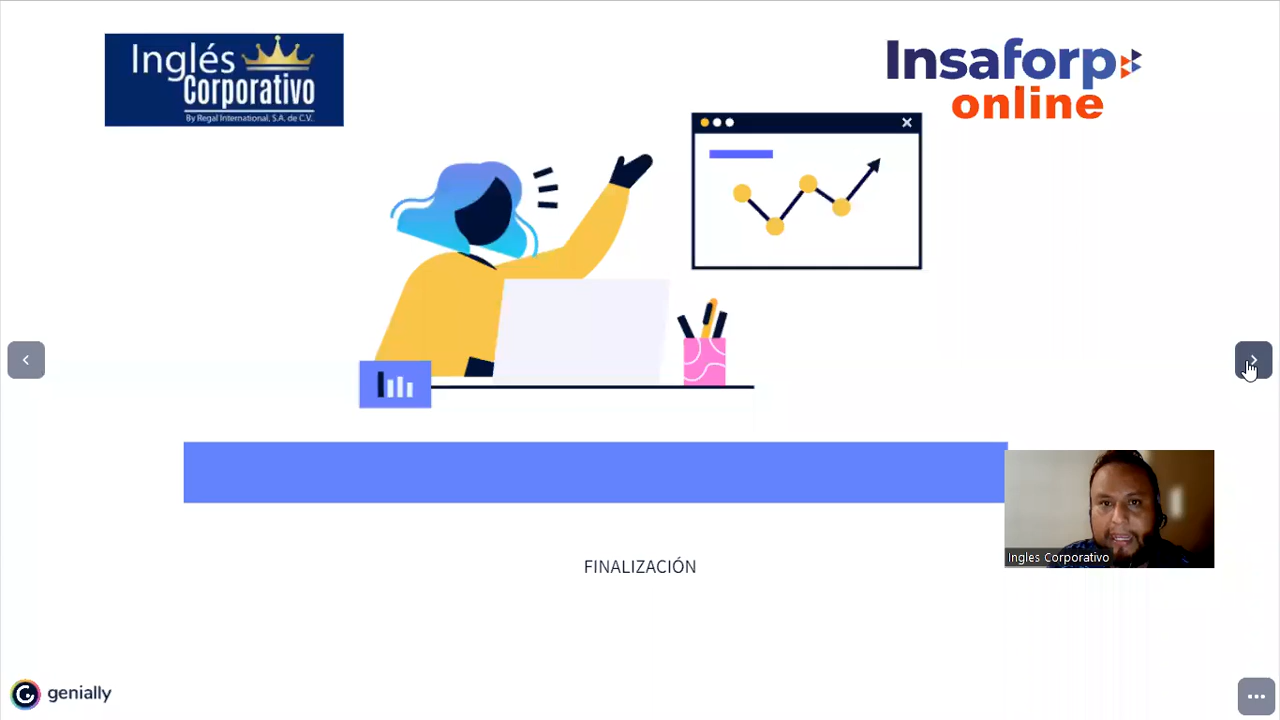 Inglés
Corporativo
By Regal International, S.A. de C.V.
Insaforp
online
FINALIZACIÓN
Ingles Corporativo
genially